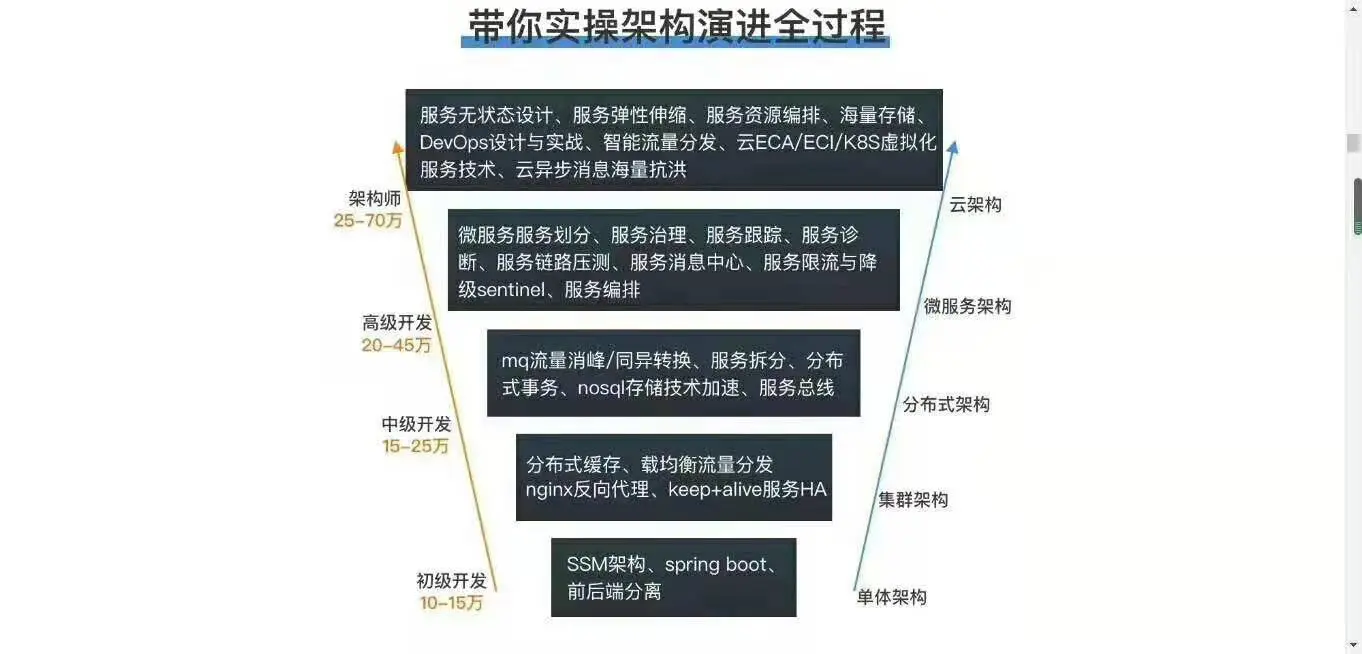 带你实操架构演进全过程
服务无状态设计、服务弹性伸缩、服务资源编排、海量存储、
DevOps设计与实战、智能流量分发、云ECA/ECI/K8S虚拟化
服务技术、云异步消息海量抗洪
架构师
25-70万
云架构
微服务服务划分、服务治理、服务跟踪、服务诊
断、服务链路压测、服务消息中心、服务限流与降
级sentinel、服务编排
微服务架构
高级开发
20-45万
mq流量消峰/同异转换、服务拆分、分布
式事务、nosql存储技术加速、服务总线
分布式架构
中级开发
15-25万
分布式缓存、载均衡流量分发
nginx反向代理、keep+alive服务HA
集群架构
SSM架构、spring boot、
前后端分离
初级开发
10-15万
单体架构